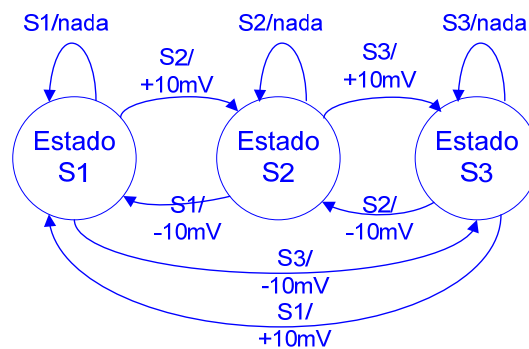 S1/nada
S2/nada
S3/nada
S2/
+10mV
S3/
+10mV
Estado
S1
Estado
S2
Estado
S3
S1/
-10mV
S2/
-10mV
S3/
-10mV
S1/
+10mV